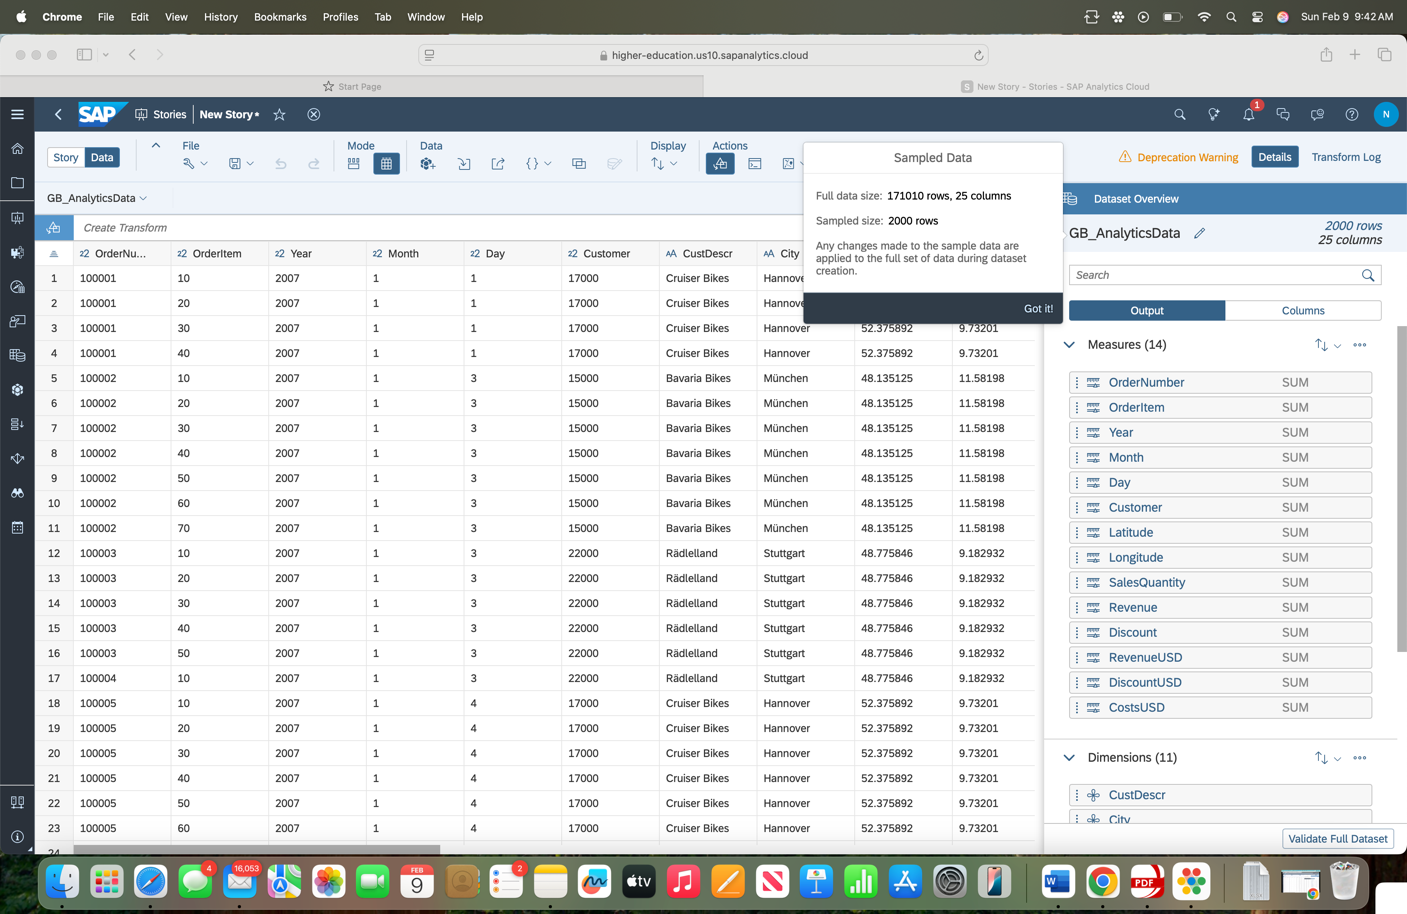 Chrome File Edit View History Bookmarks Profiles Tab Window Help Sun Feb 9 9:42 AM
higher-education.us10.sapanalytics.cloud
Start Page
S New Story - Stories - SAP Analytics Cloud
SAP Stories New Story* 1 N
Story Data File Mode Data Display Actions
Deprecation Warning Details Transform Log
Sampled Data
Full data size: 171010 rows, 25 columns
Sampled size: 2000 rows
Any changes made to the sample data are
applied to the full set of data during dataset
creation.
Got it!
GB_AnalyticsData
Create Transform
OrderNu... OrderItem Year Month Day Customer CustDescr City
1 100001 10 2007 1 1 17000 Cruiser Bikes Hannove
2 100001 20 2007 1 1 17000 Cruiser Bikes Hannove
3 100001 30 2007 1 1 17000 Cruiser Bikes Hannover 52.375892 9.73201
4 100001 40 2007 1 1 17000 Cruiser Bikes Hannover 52.375892 9.73201
5 100002 10 2007 1 3 15000 Bavaria Bikes München 48.135125 11.58198
6 100002 20 2007 1 3 15000 Bavaria Bikes München 48.135125 11.58198
7 100002 30 2007 1 3 15000 Bavaria Bikes München 48.135125 11.58198
8 100002 40 2007 1 3 15000 Bavaria Bikes München 48.135125 11.58198
9 100002 50 2007 1 3 15000 Bavaria Bikes München 48.135125 11.58198
10 100002 60 2007 1 3 15000 Bavaria Bikes München 48.135125 11.58198
11 100002 70 2007 1 3 15000 Bavaria Bikes München 48.135125 11.58198
12 100003 10 2007 1 3 22000 Rädlelland Stuttgart 48.775846 9.182932
13 100003 20 2007 1 3 22000 Rädlelland Stuttgart 48.775846 9.182932
14 100003 30 2007 1 3 22000 Rädlelland Stuttgart 48.775846 9.182932
15 100003 40 2007 1 3 22000 Rädlelland Stuttgart 48.775846 9.182932
16 100003 50 2007 1 3 22000 Rädlelland Stuttgart 48.775846 9.182932
17 100004 10 2007 1 3 22000 Rädlelland Stuttgart 48.775846 9.182932
18 100005 10 2007 1 4 17000 Cruiser Bikes Hannover 52.375892 9.73201
19 100005 20 2007 1 4 17000 Cruiser Bikes Hannover 52.375892 9.73201
20 100005 30 2007 1 4 17000 Cruiser Bikes Hannover 52.375892 9.73201
21 100005 40 2007 1 4 17000 Cruiser Bikes Hannover 52.375892 9.73201
22 100005 50 2007 1 4 17000 Cruiser Bikes Hannover 52.375892 9.73201
23 100005 60 2007 1 4 17000 Cruiser Bikes Hannover 52.375892 9.73201
24
Dataset Overview
GB_AnalyticsData
2000 rows
25 columns
Search
Output Columns
Measures (14)
OrderNumber SUM
OrderItem SUM
Year SUM
Month SUM
Day SUM
Customer SUM
Latitude SUM
Longitude SUM
SalesQuantity SUM
Revenue SUM
Discount SUM
RevenueUSD SUM
DiscountUSD SUM
CostsUSD SUM
Dimensions (11)
CustDescr
City
Validate Full Dataset
4 16,053 FEB 9 2 tv W PDF